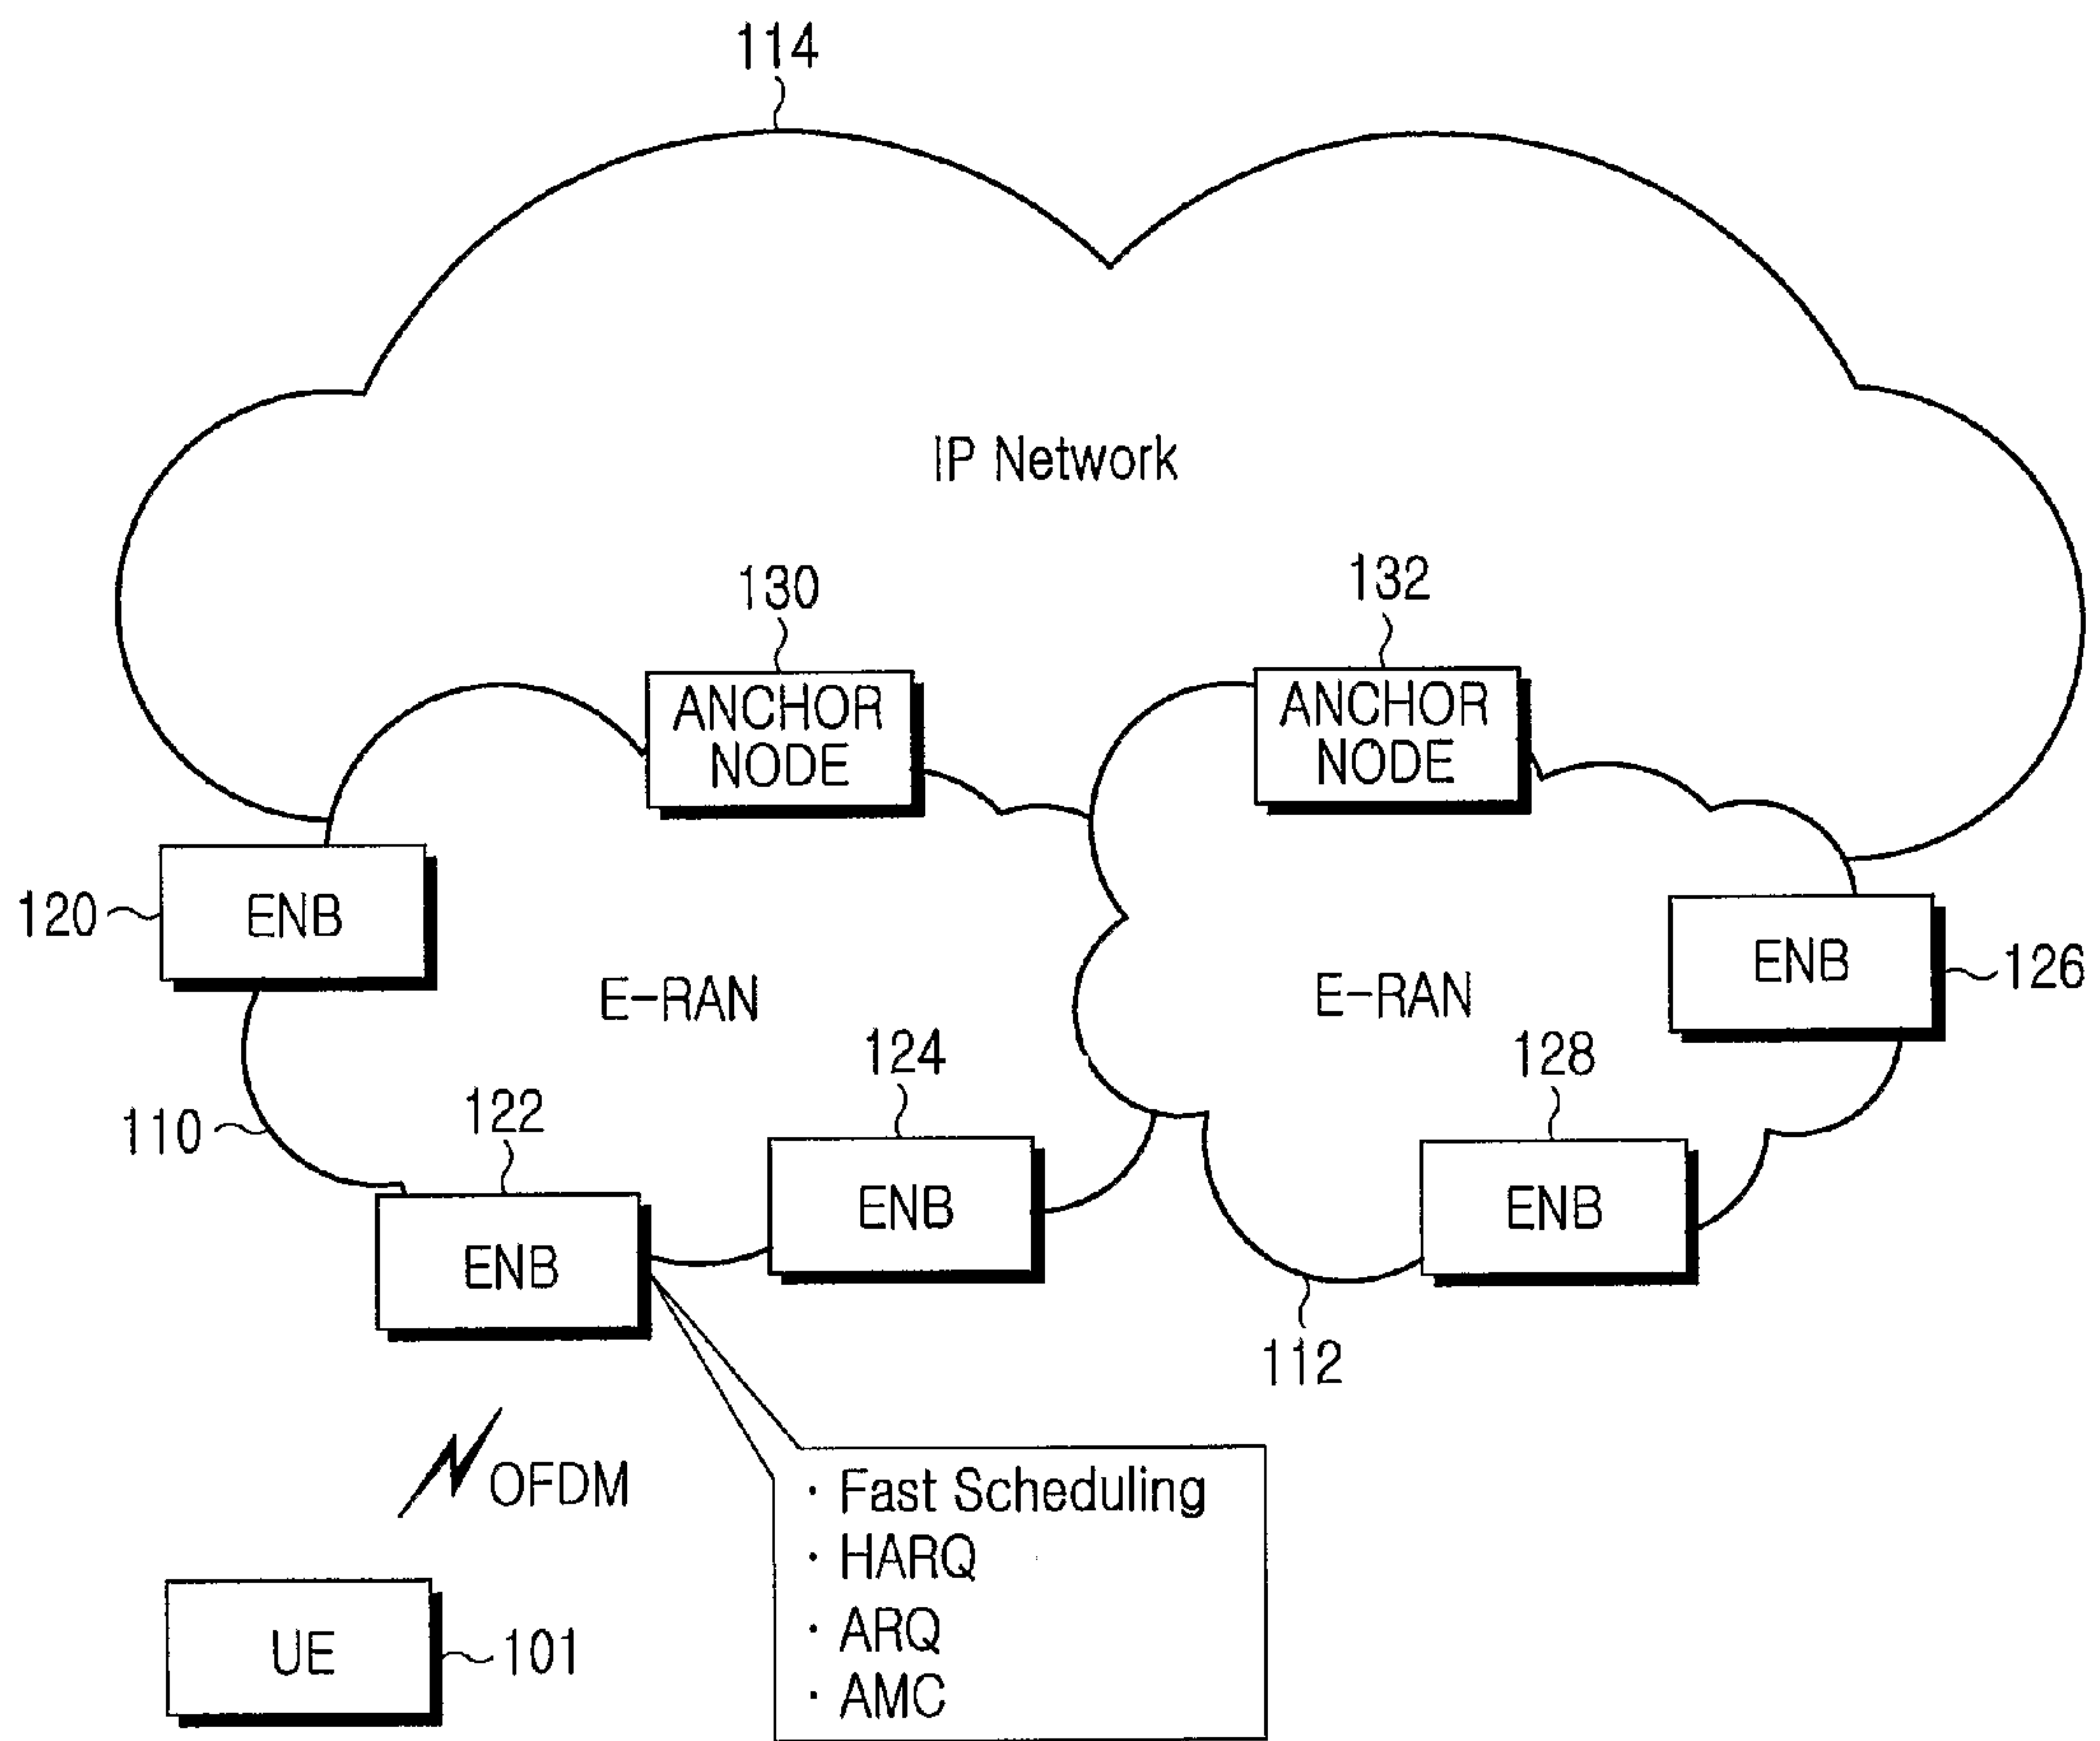 114
IP Network
130
132
ANCHOR
NODE
ANCHOR
NODE
120
ENB
ENB
126
E-RAN
E-RAN
124
128
110
122
ENB
ENB
ENB
112
OFDM
· Fast Scheduling
· HARQ
· ARQ
· AMC
UE
101